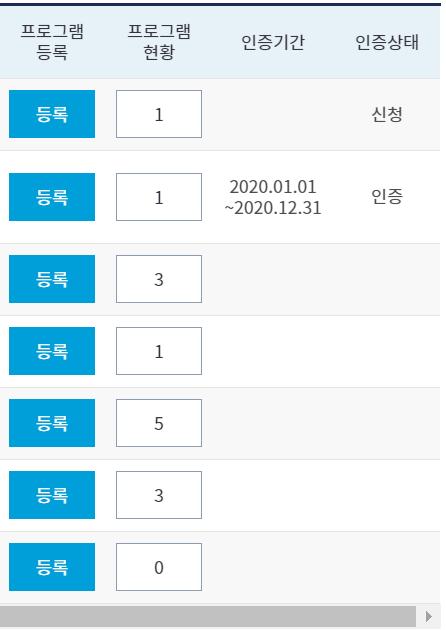 프로그램 등록 프로그램 현황 인증기간 인증상태
등록 1 신청
등록 1 2020.01.01 ~2020.12.31 인증
등록 3
등록 1
등록 5
등록 3
등록 0